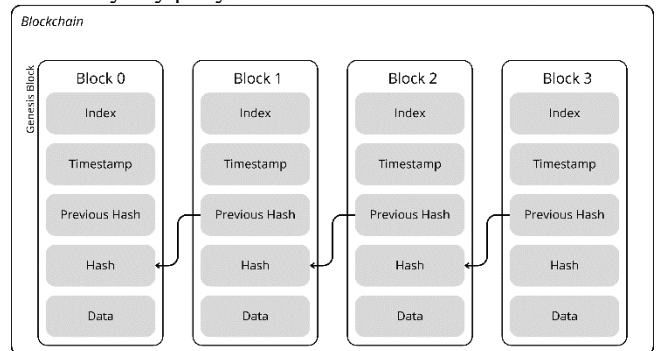 Blockchain
Genesis Block
Block 0
Index
Timestamp
Previous Hash
Hash
Data
Block 1
Index
Timestamp
Previous Hash
Hash
Data
Block 2
Index
Timestamp
Previous Hash
Hash
Data
Block 3
Index
Timestamp
Previous Hash
Hash
Data